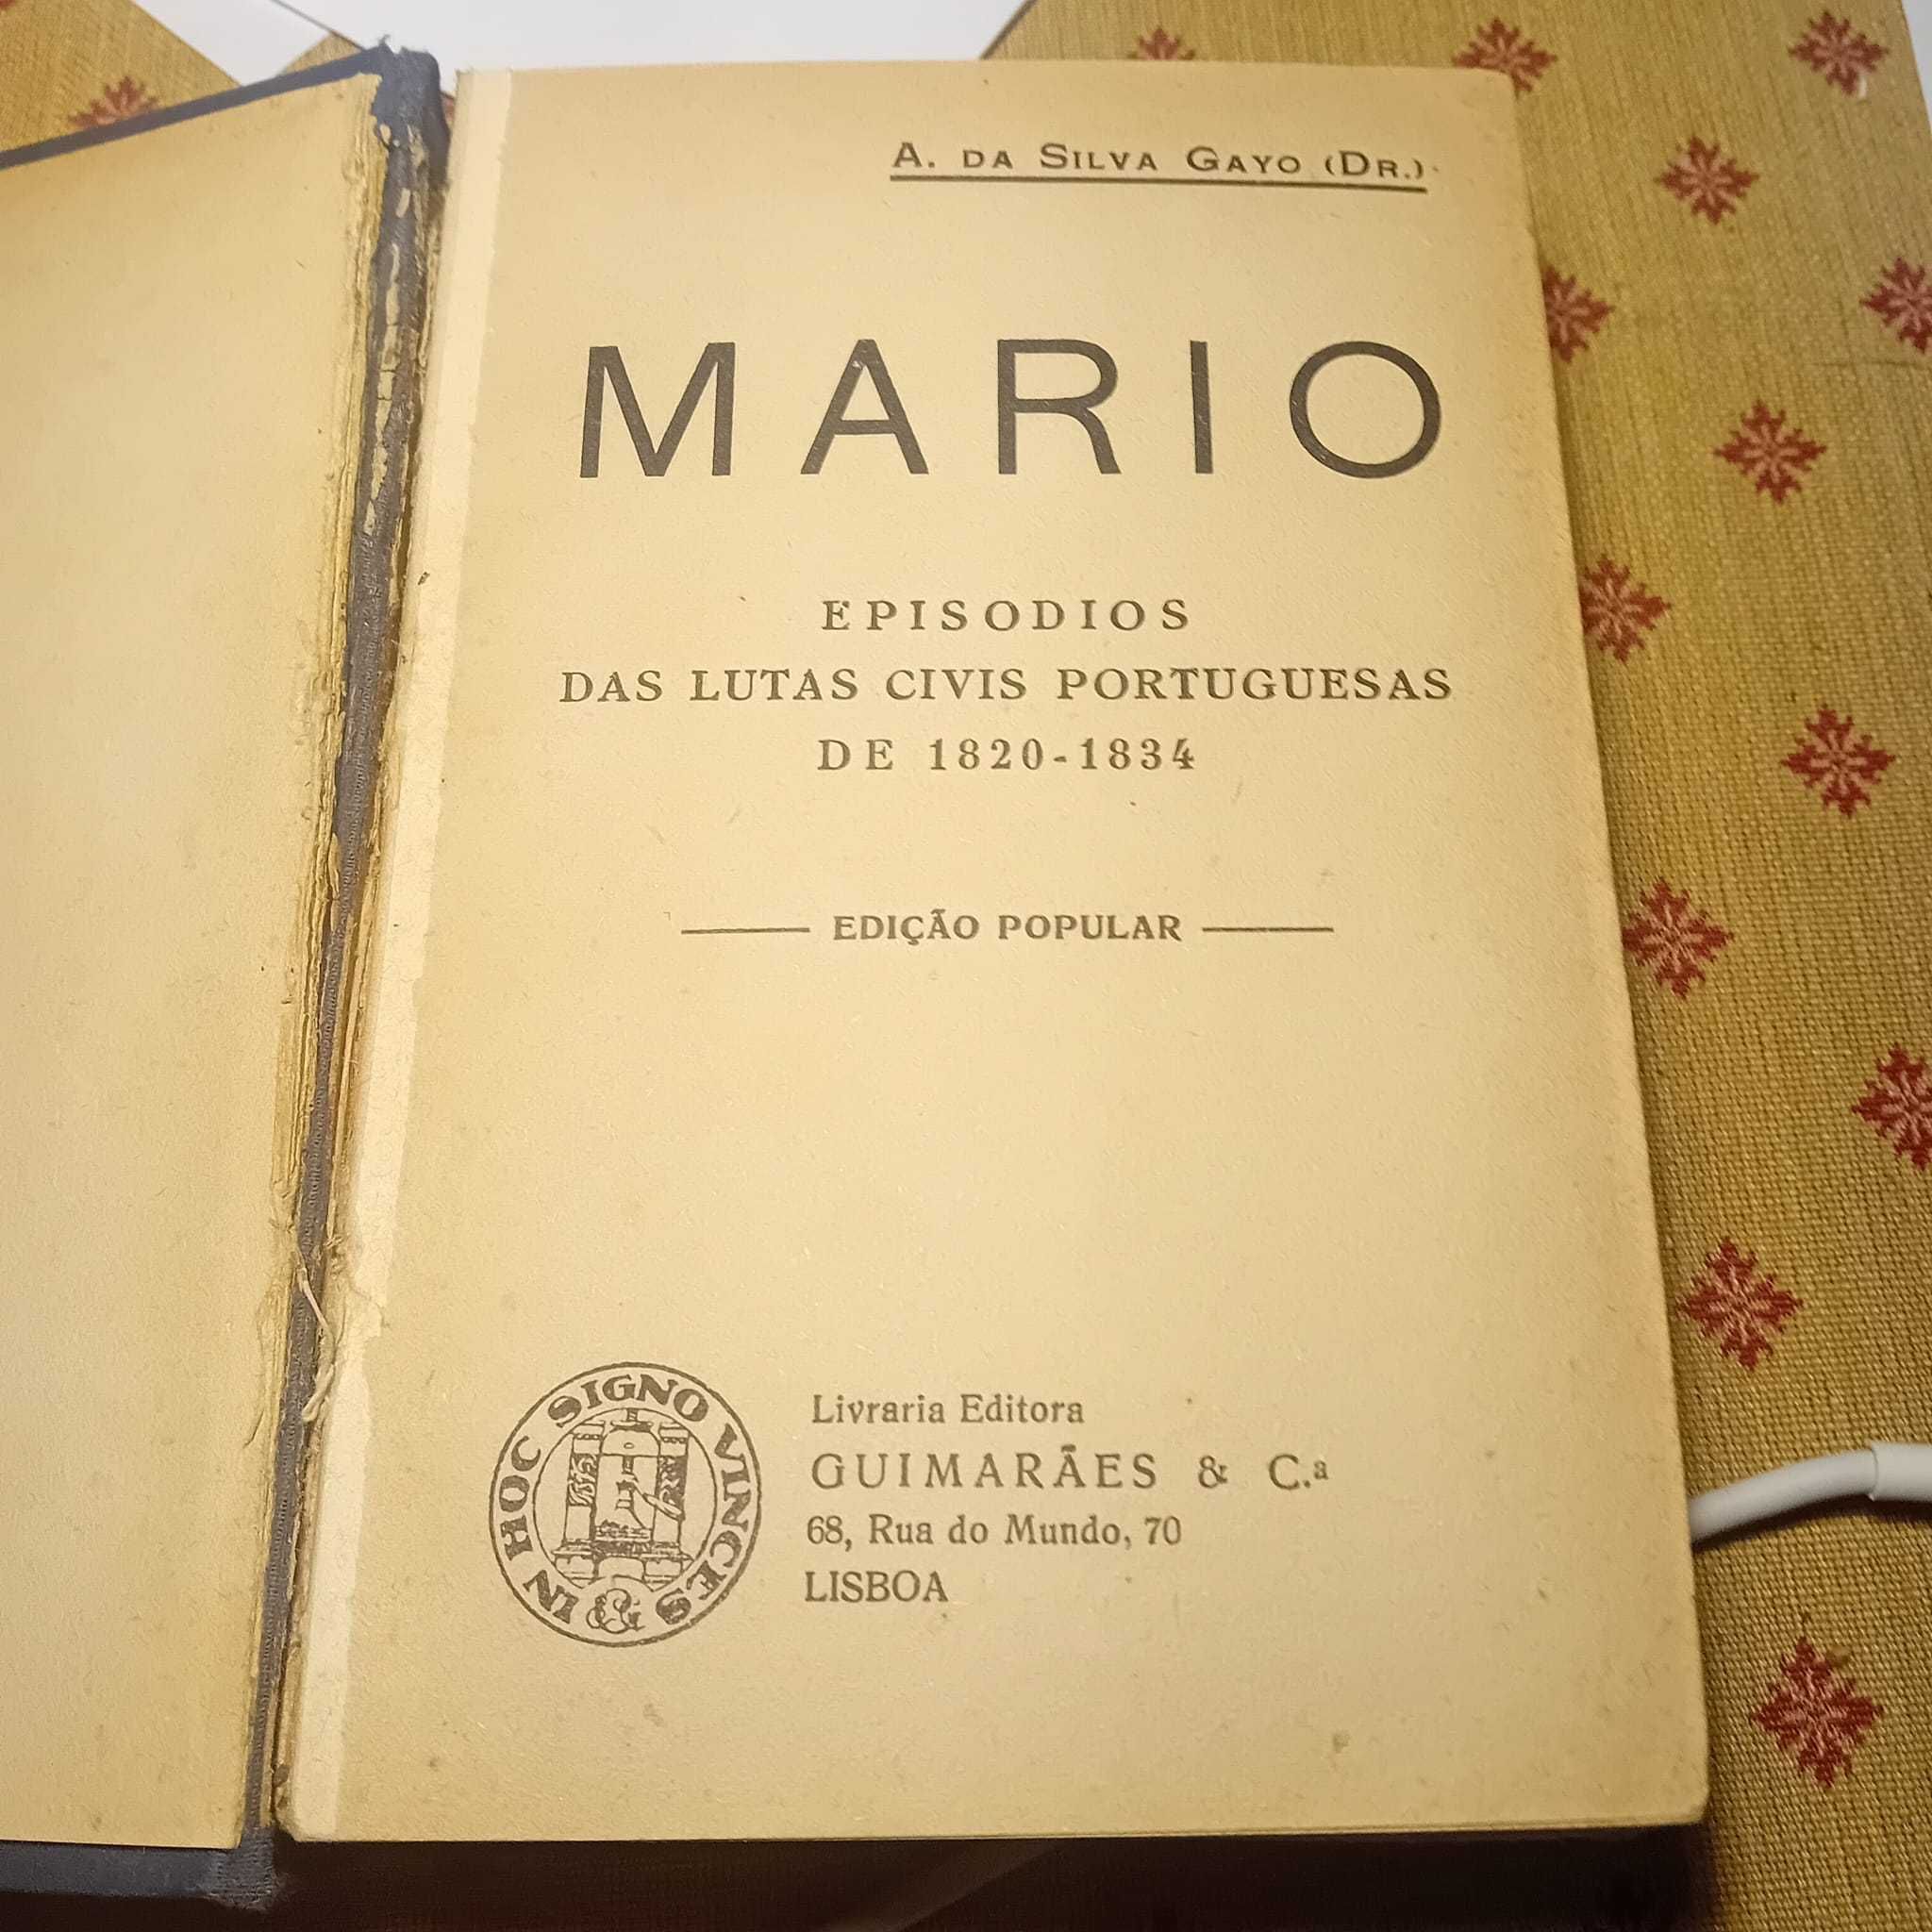 A. DA SILVA GAYO (DR.)
MARIO
EPISODIOS
DAS LUTAS CIVIS PORTUGUESAS
DE 1820-1834
EDIÇÃO POPULAR
IN HOC SIGNO VINCES
&
Livraria Editora
GUIMARÃES & C.ª
68, Rua do Mundo, 70
LISBOA